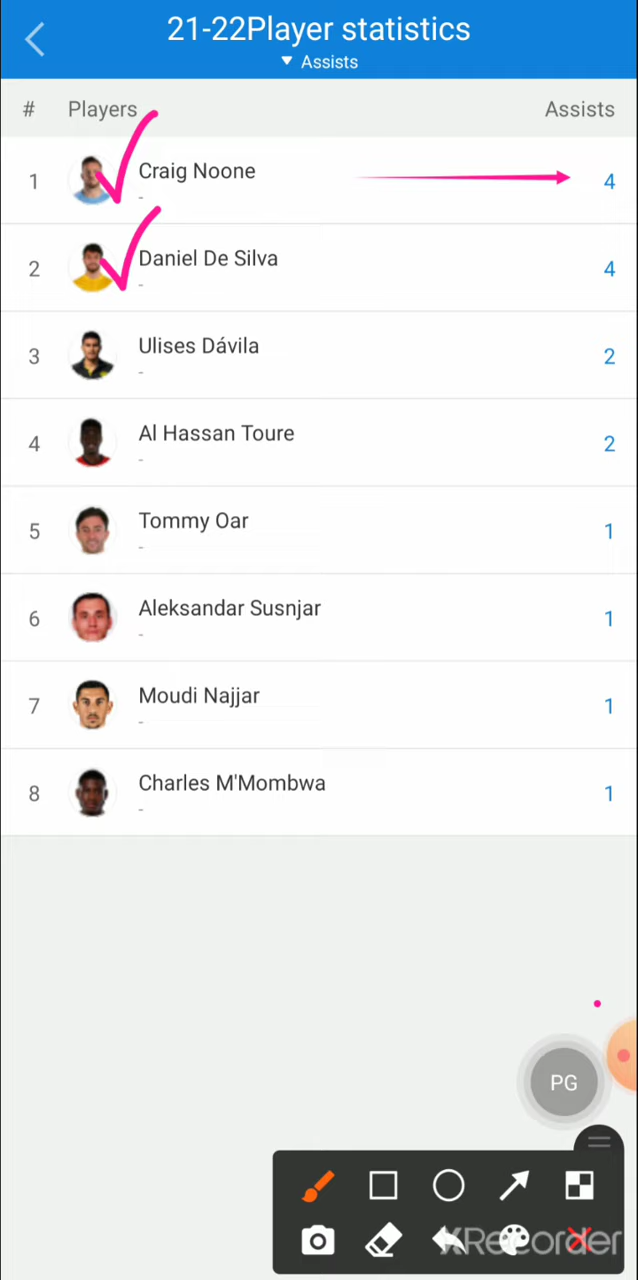 21-22Player statistics
▼ Assists
# Players Assists
1 Craig Noone 4
-
2 Daniel De Silva 4
-
3 Ulises Dávila 2
-
4 Al Hassan Toure 2
-
5 Tommy Oar 1
-
6 Aleksandar Susnjar 1
-
7 Moudi Najjar 1
-
8 Charles M'Mombwa 1
-
PG
XRecorder